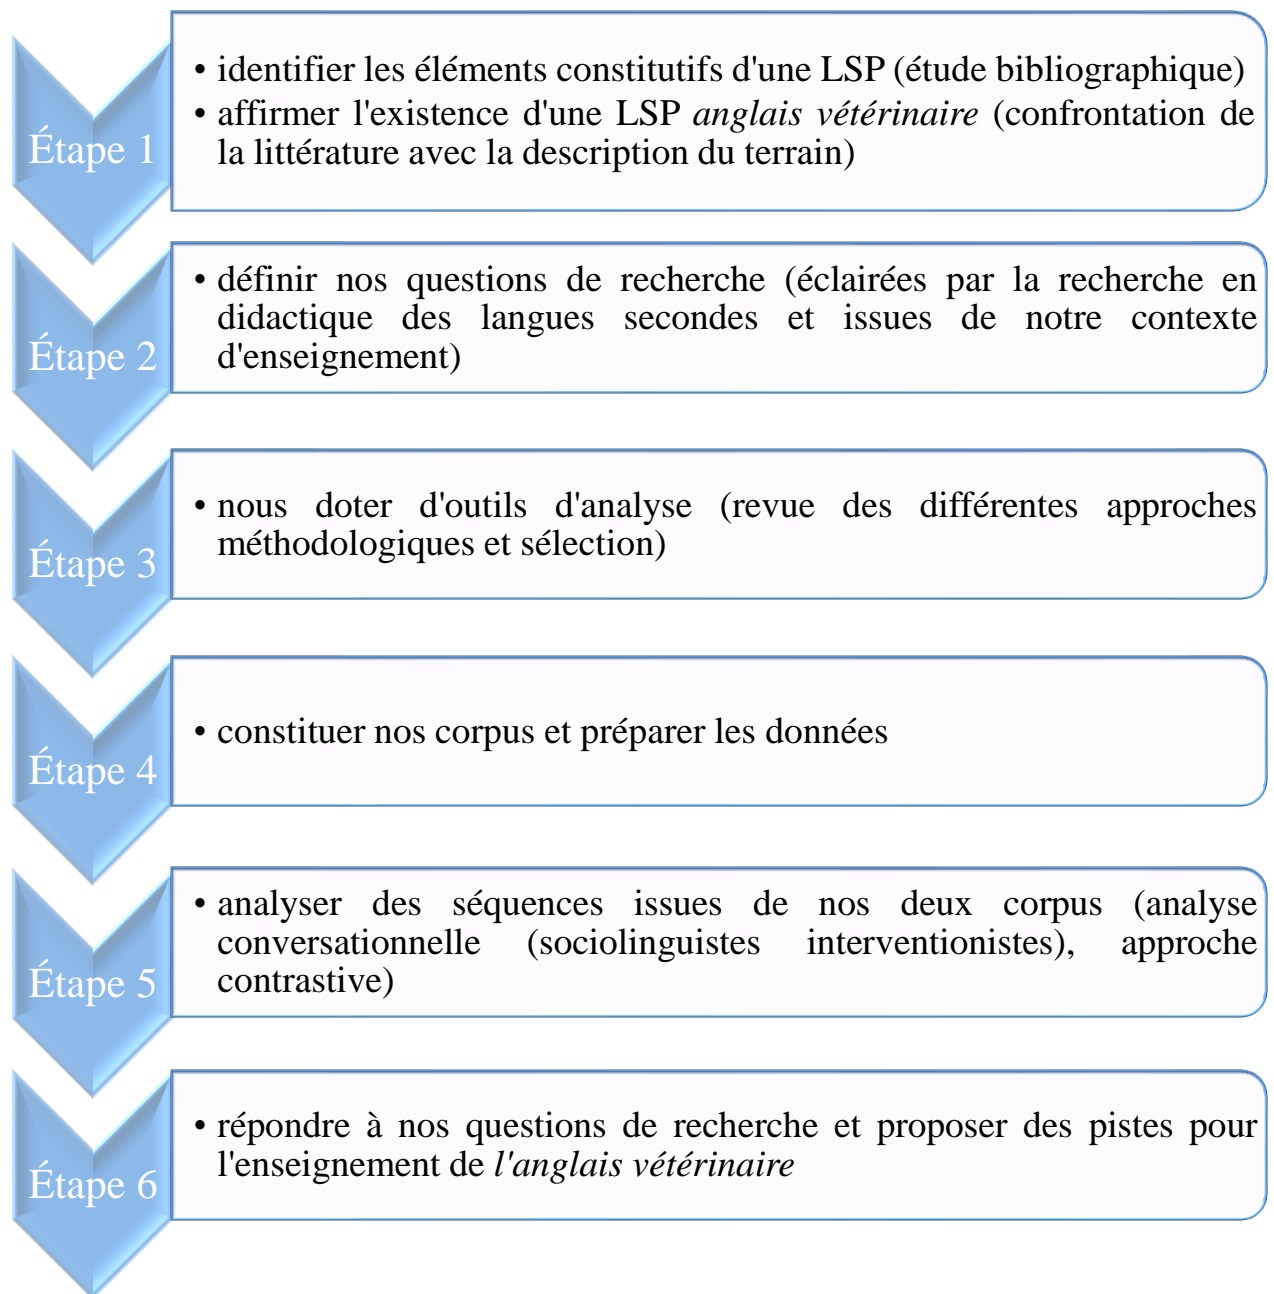 Étape 1
• identifier les éléments constitutifs d'une LSP (étude bibliographique)
• affirmer l'existence d'une LSP anglais vétérinaire (confrontation de
la littérature avec la description du terrain)
Étape 2
• définir nos questions de recherche (éclairées par la recherche en
didactique des langues secondes et issues de notre contexte
d'enseignement)
Étape 3
• nous doter d'outils d'analyse (revue des différentes approches
méthodologiques et sélection)
Étape 4
• constituer nos corpus et préparer les données
Étape 5
• analyser des séquences issues de nos deux corpus (analyse
conversationnelle (sociolinguistes interventionistes), approche
contrastive)
Étape 6
• répondre à nos questions de recherche et proposer des pistes pour
l'enseignement de l'anglais vétérinaire